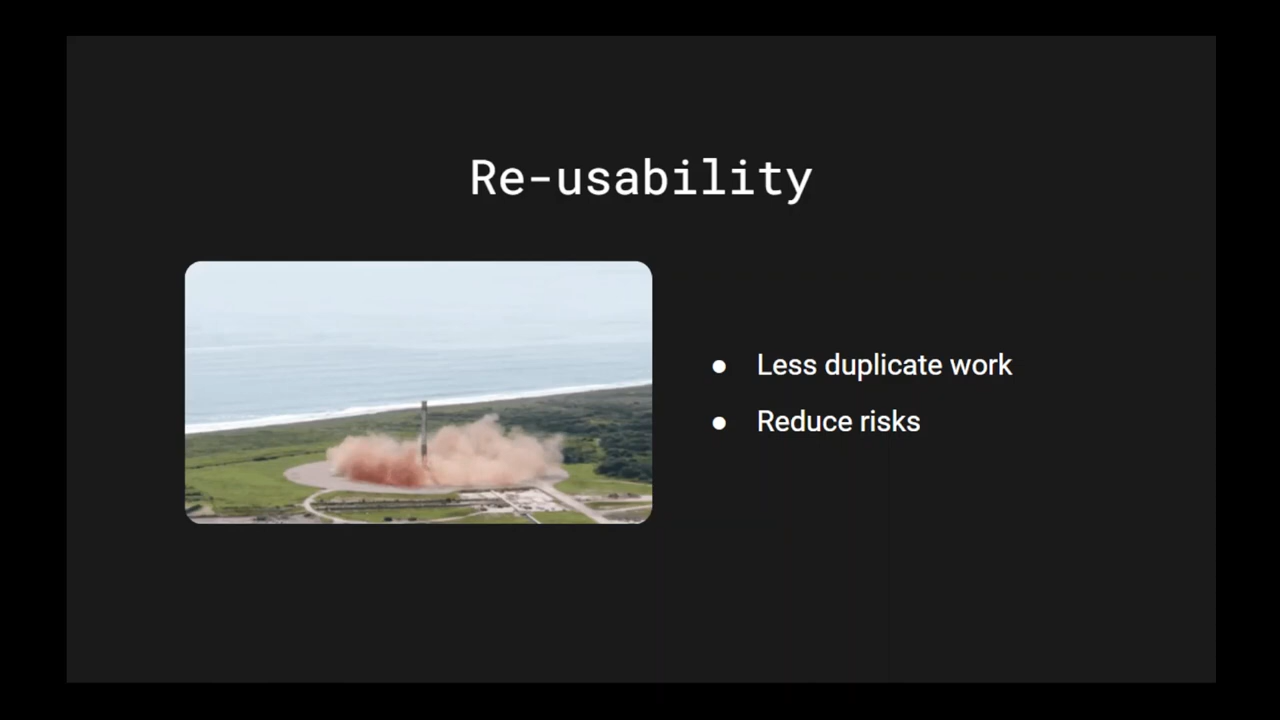 Re-usability
● Less duplicate work
● Reduce risks